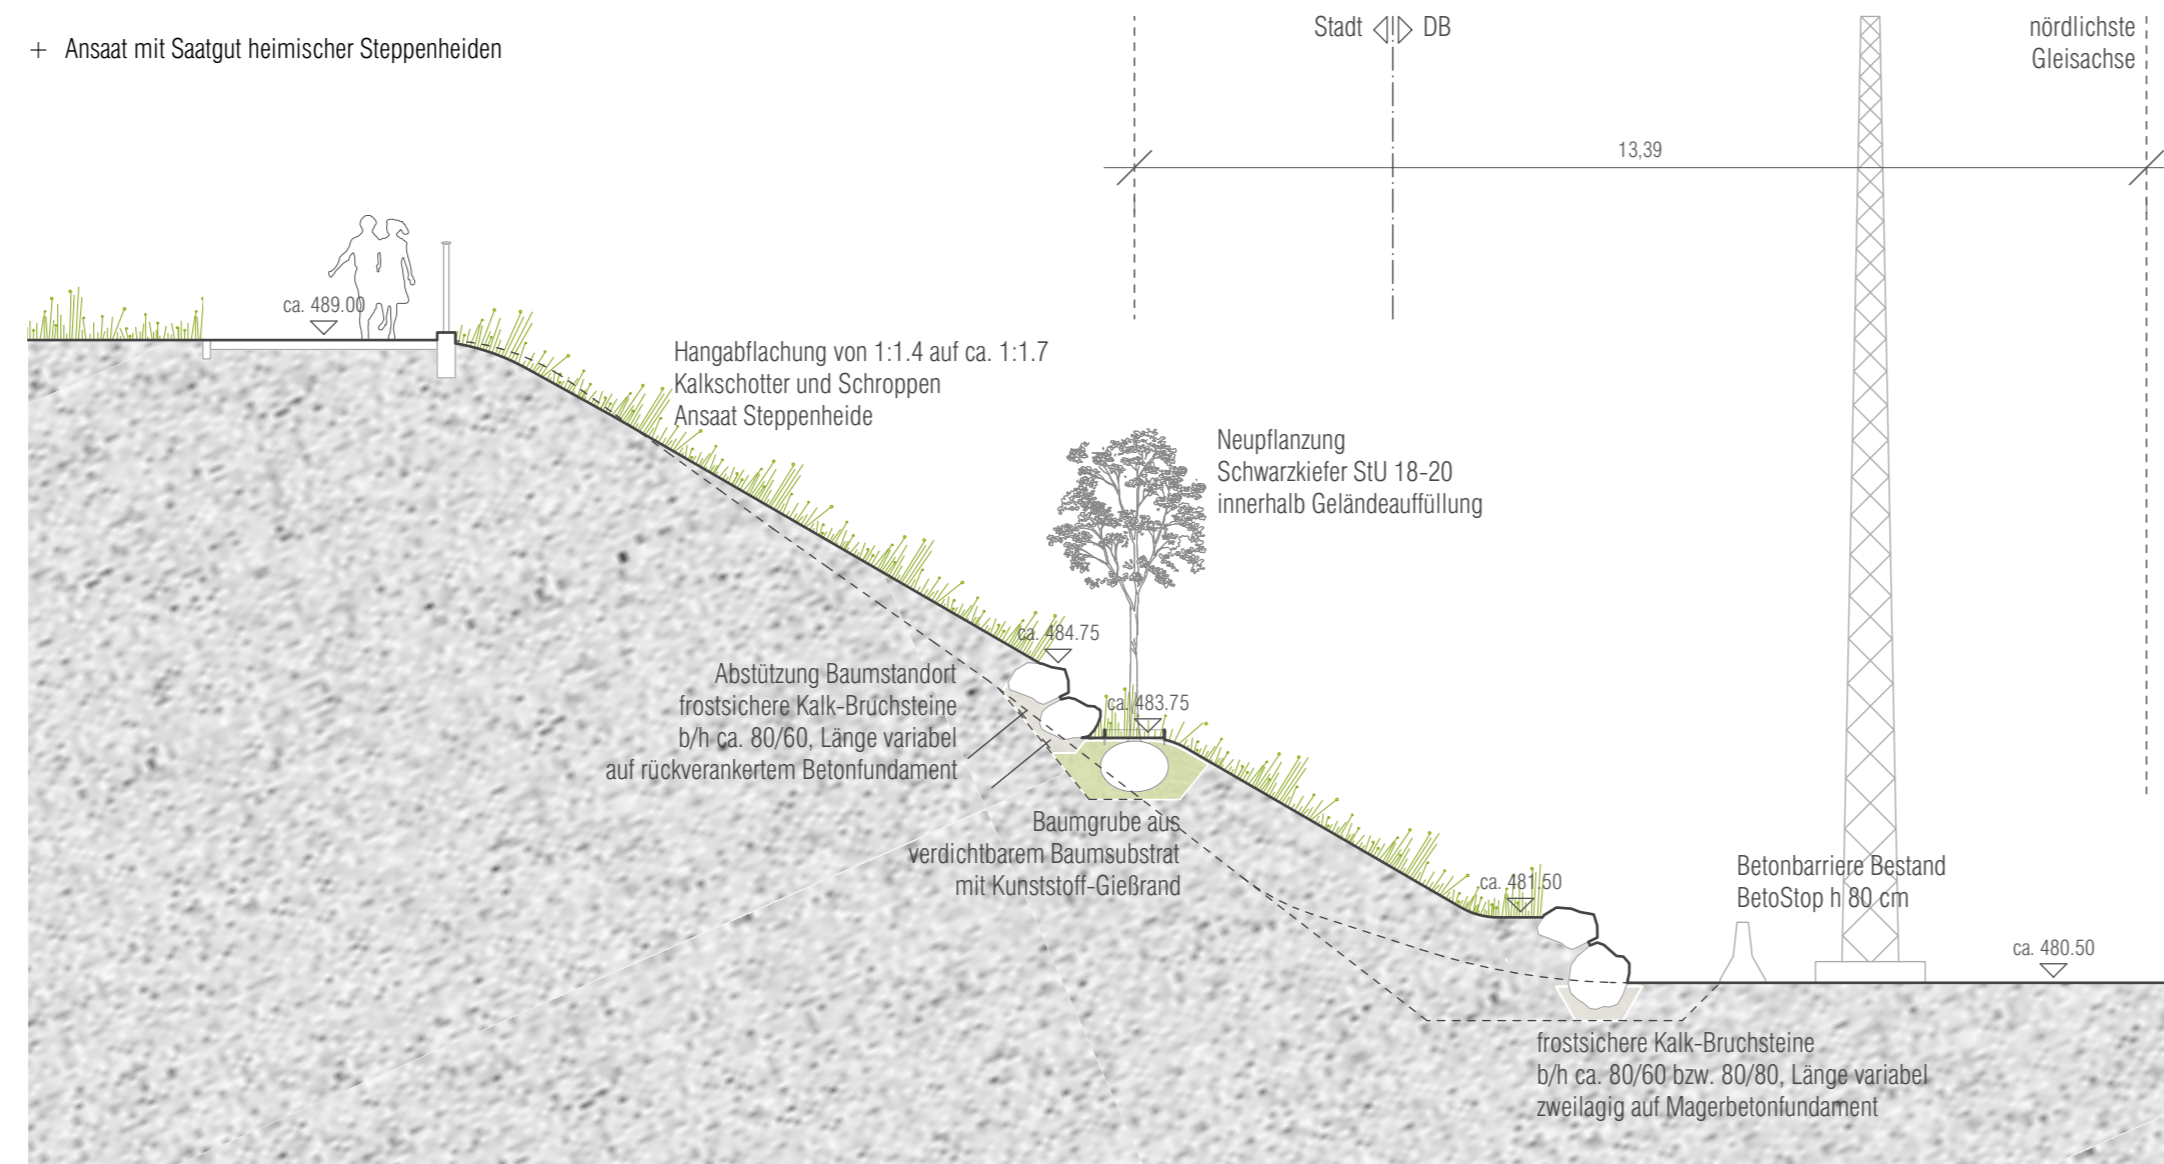 + Ansaat mit Saatgut heimischer Steppenheiden
Stadt DB
nördlichste
Gleisachse
13,39
ca. 489.00
Hangabflachung von 1:1.4 auf ca. 1:1.7
Kalkschotter und Schroppen
Ansaat Steppenheide
Neupflanzung
Schwarzkiefer StU 18-20
innerhalb Geländeauffüllung
ca. 484.75
Abstützung Baumstandort
frostsichere Kalk-Bruchsteine
b/h ca. 80/60, Länge variabel
auf rückverankertem Betonfundament
ca. 483.75
Baumgrube aus
verdichtbarem Baumsubstrat
mit Kunststoff-Gießrand
ca. 481.50
Betonbarriere Bestand
BetoStop h 80 cm
ca. 480.50
frostsichere Kalk-Bruchsteine
b/h ca. 80/60 bzw. 80/80, Länge variabel
zweilagig auf Magerbetonfundament